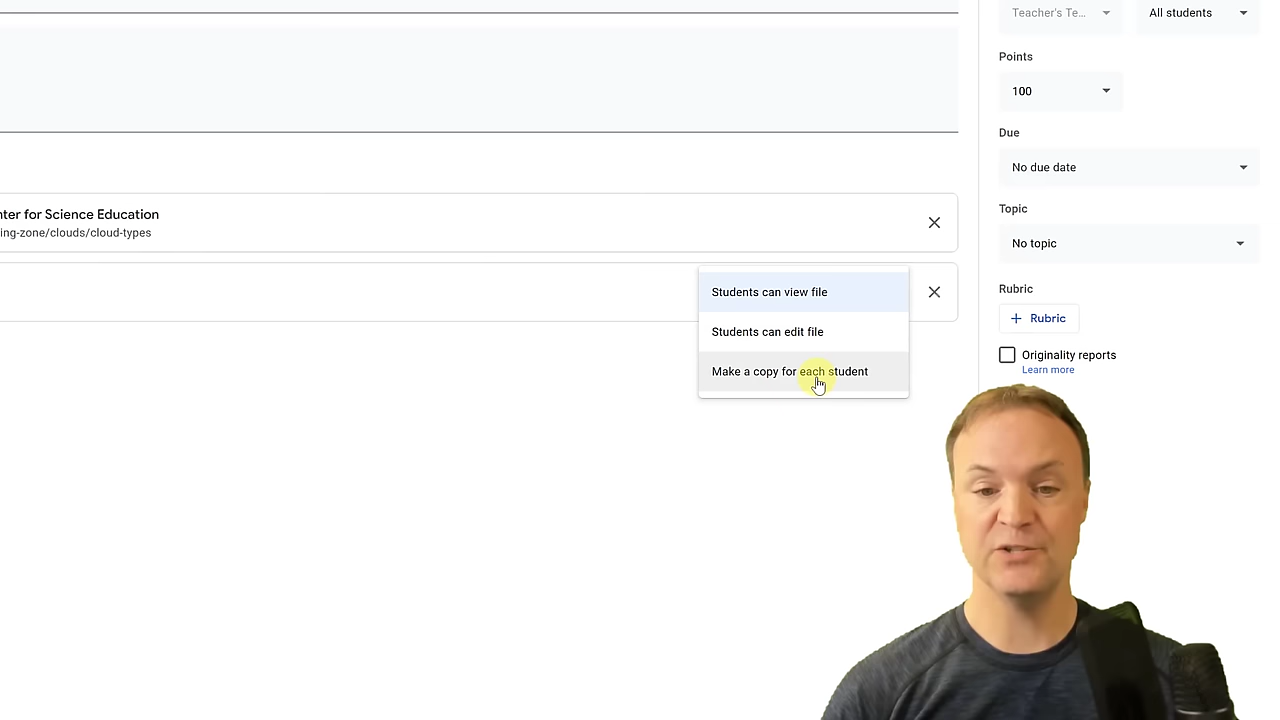 Teacher's Te...
All students
Points
100
Due
No due date
nter for Science Education
ing-zone/clouds/cloud-types
Topic
No topic
Students can view file
Students can edit file
Make a copy for each student
Rubric
+ Rubric
Originality reports
Learn more